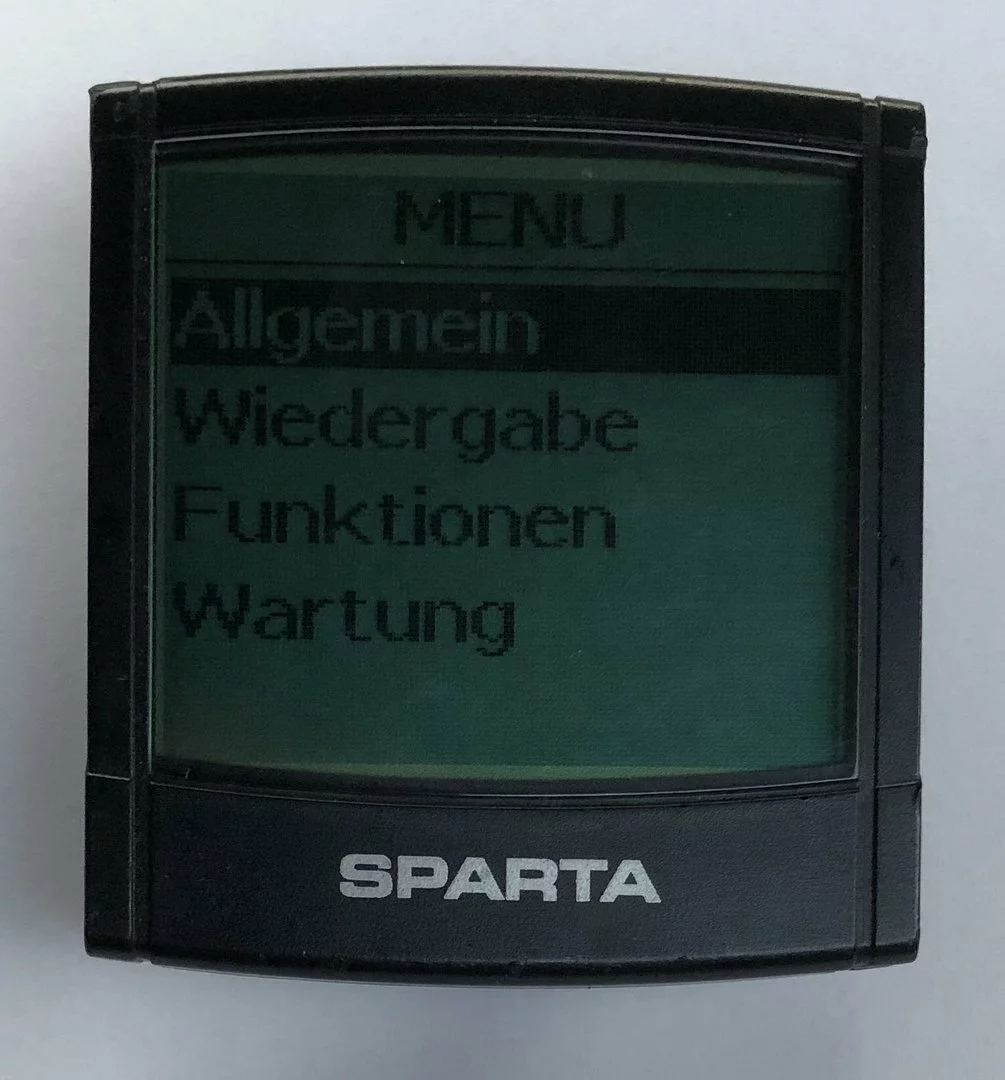 MENU
Allgemein
Wiedergabe
Funktionen
Wartung
SPARTA